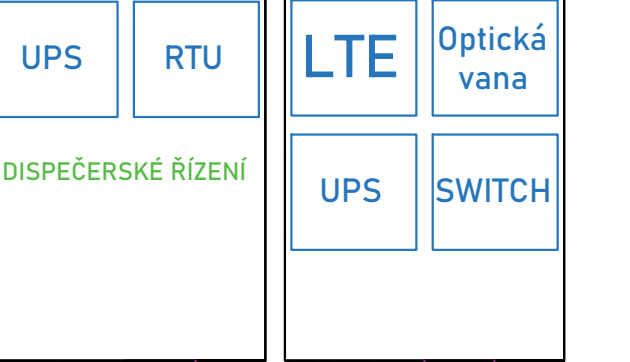 UPS
RTU
DISPEČERSKÉ ŘÍZENÍ
LTE
Optická
vana
UPS
SWITCH